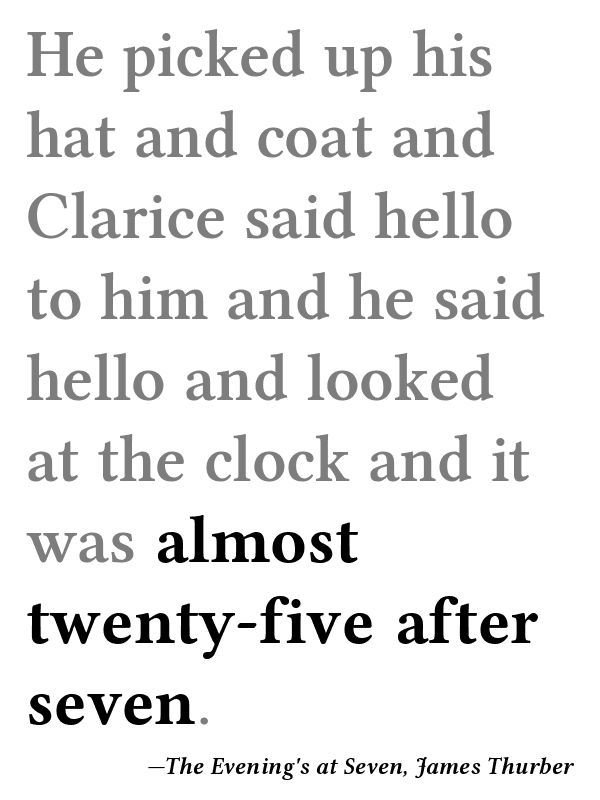 He picked up his
hat and coat and
Clarice said hello
to him and he said
hello and looked
at the clock and it
was almost
twenty-five after
seven.
—The Evening's at Seven, James Thurber